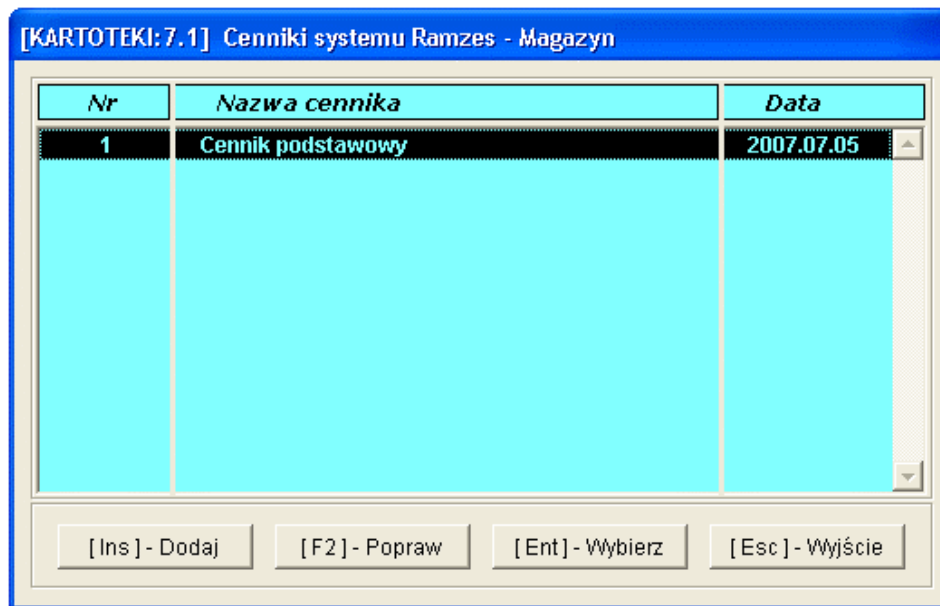 [KARTOTEKI:7.1] Cenniki systemu Ramzes - Magazyn
Nr Nazwa cennika Data
1 Cennik podstawowy 2007.07.05
[Ins] - Dodaj [F2] - Popraw [Ent] - Wybierz [Esc] - Wyjście